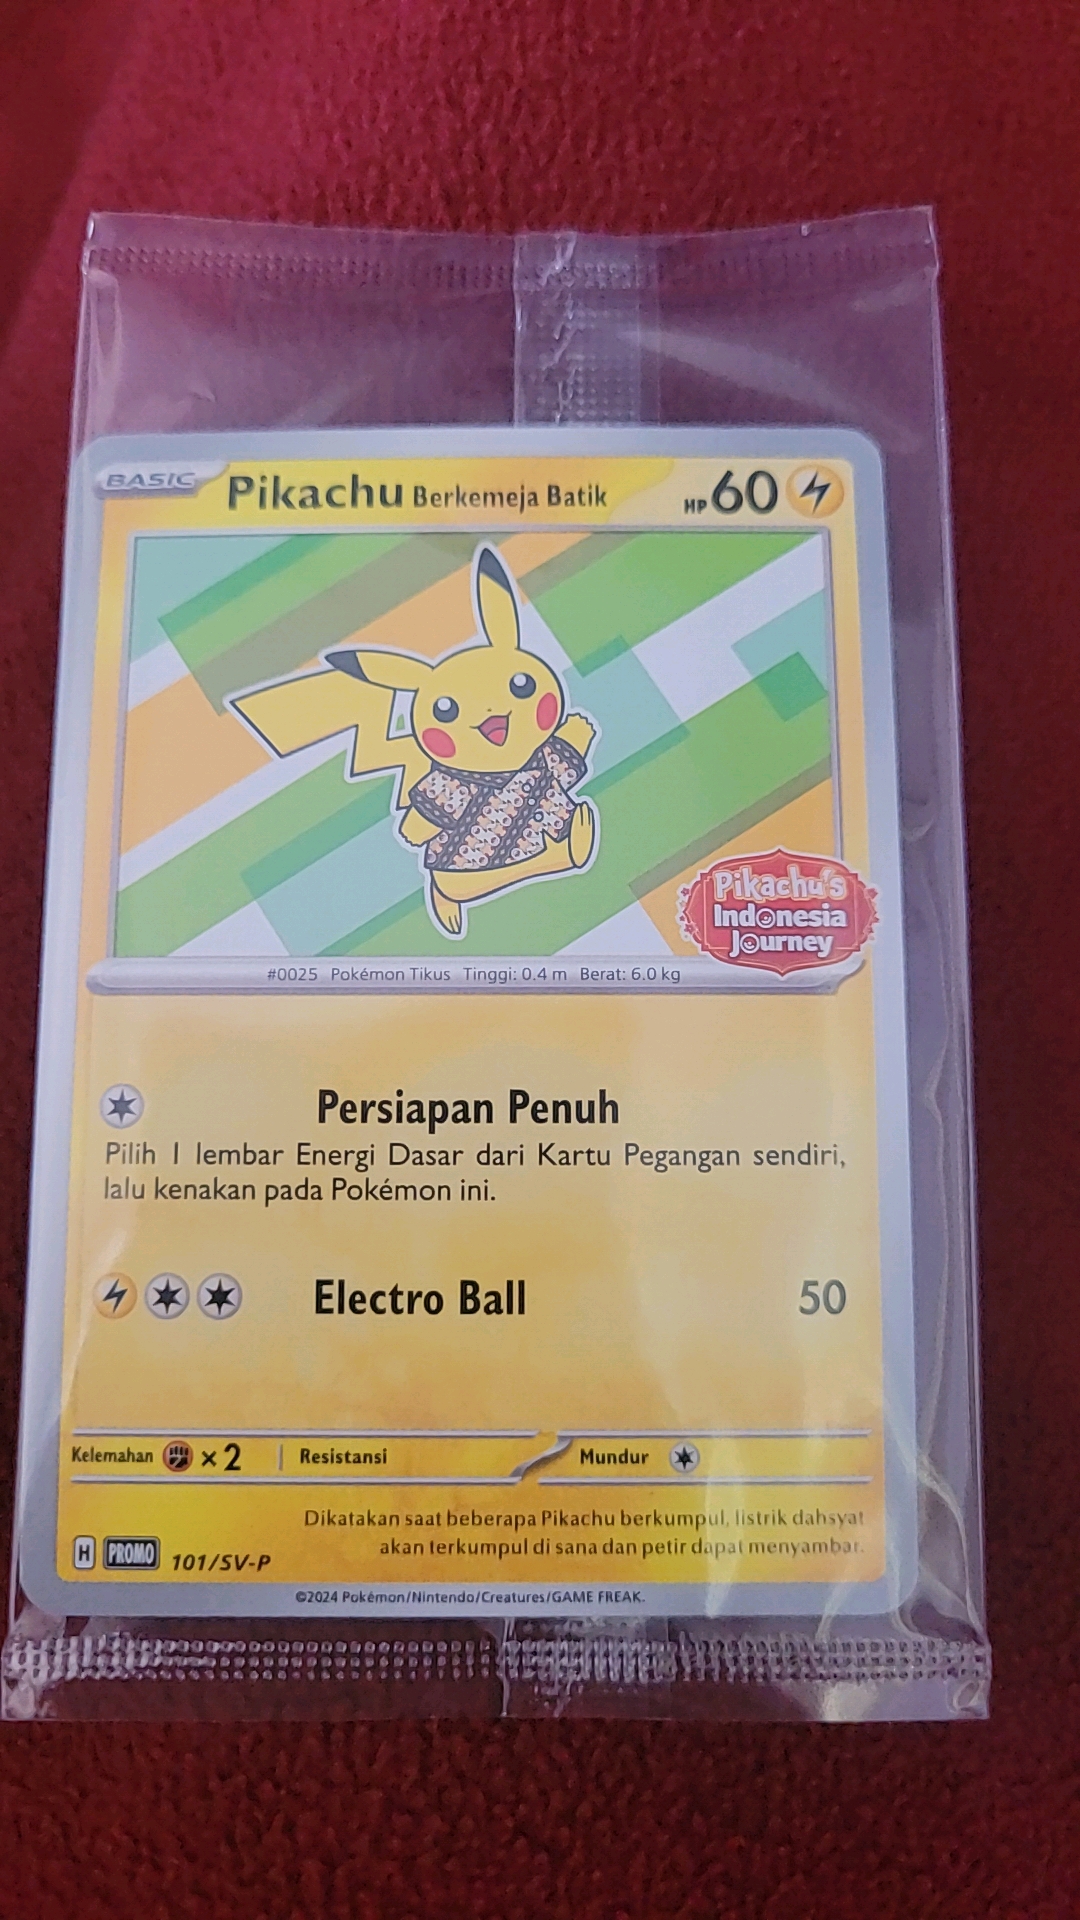 BASIC Pikachu Berkemeja Batik HP 60
Pikachu's
Indonesia
Journey
#0025 Pokémon Tikus Tinggi: 0.4 m Berat: 6.0 kg
Persiapan Penuh
Pilih 1 lembar Energi Dasar dari Kartu Pegangan sendiri,
lalu kenakan pada Pokémon ini.
Electro Ball 50
Kelemahan ×2 | Resistansi Mundur
Dikatakan saat beberapa Pikachu berkumpul, listrik dahsyat
akan terkumpul di sana dan petir dapat menyambar.
H PROMO 101/SV-P
©2024 Pokémon/Nintendo/Creatures/GAME FREAK.